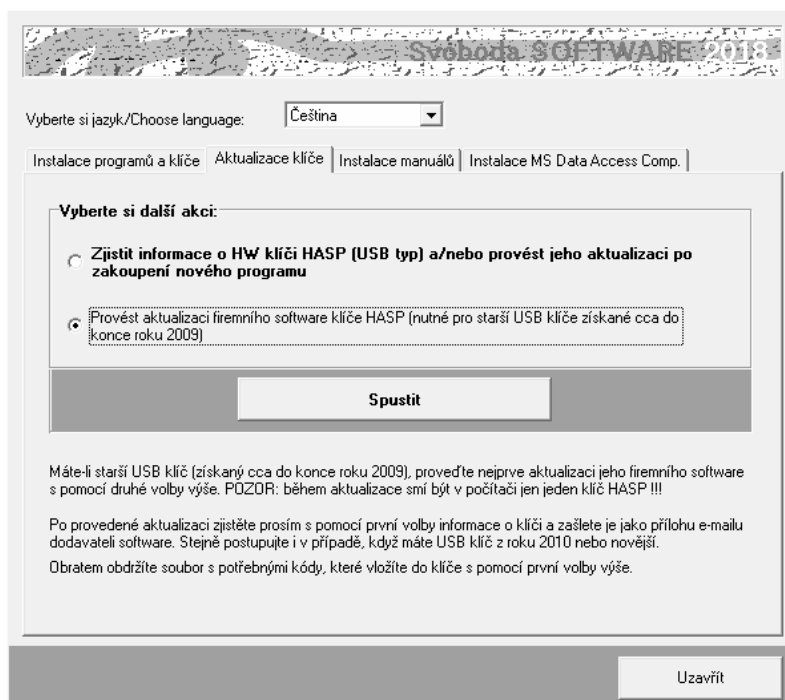 Svoboda SOFTWARE 2018
Vyberte si jazyk/Choose language:
Čeština
Instalace programů a klíče
Aktualizace klíče
Instalace manuálů
Instalace MS Data Access Comp.
Vyberte si další akci:
Zjistit informace o HW klíči HASP (USB typ) a/nebo provést jeho aktualizaci po
zakoupení nového programu
Provést aktualizaci firemního software klíče HASP (nutné pro starší USB klíče získané cca do
konce roku 2009)
Spustit
Máte-li starší USB klíč (získaný cca do konce roku 2009), proveďte nejprve aktualizaci jeho firemního software
s pomocí druhé volby výše. POZOR: během aktualizace smí být v počítači jen jeden klíč HASP !!!
Po provedené aktualizaci zjistěte prosím s pomocí první volby informace o klíči a zašlete je jako přílohu e-mailu
dodavateli software. Stejně postupujte i v případě, když máte USB klíč z roku 2010 nebo novější.
Obratem obdržíte soubor s potřebnými kódy, které vložíte do klíče s pomocí první volby výše.
Uzavřít